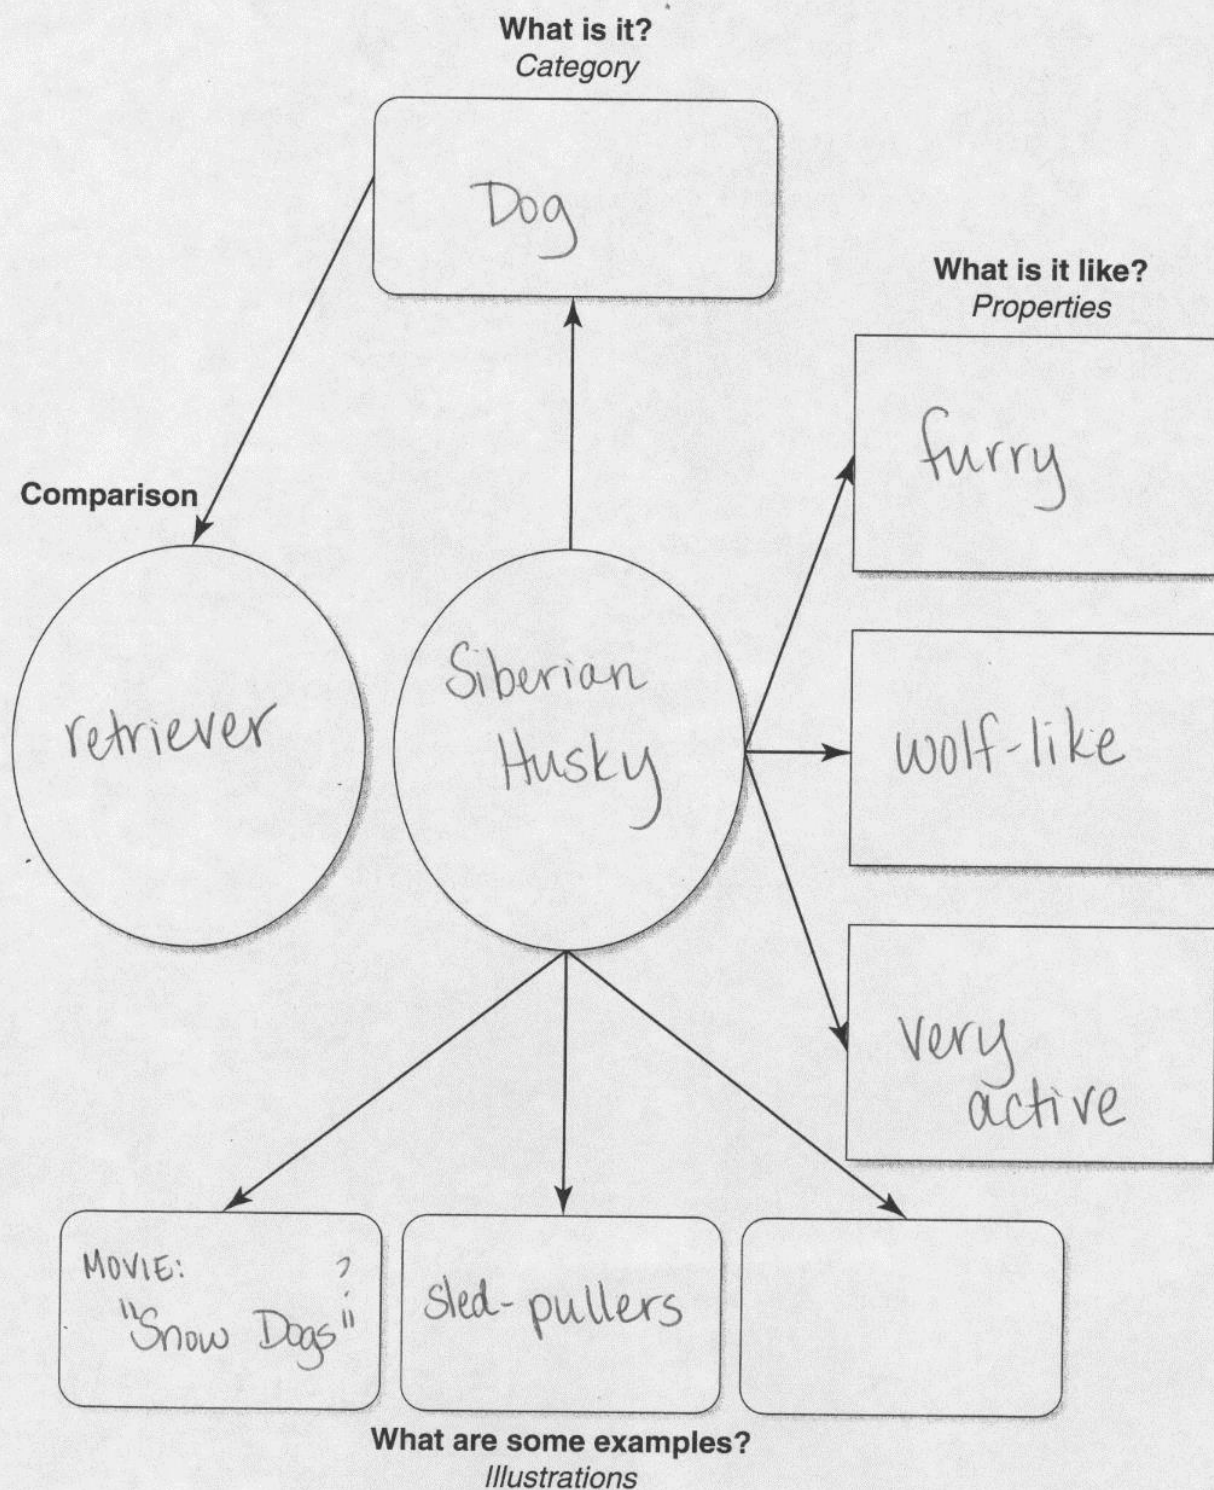 What is it?
Category
Dog
What is it like?
Properties
furry
Comparison
retriever
Siberian
Husky
wolf-like
very
active
MOVIE: ?
"Snow Dogs"
sled-pullers
What are some examples?
Illustrations